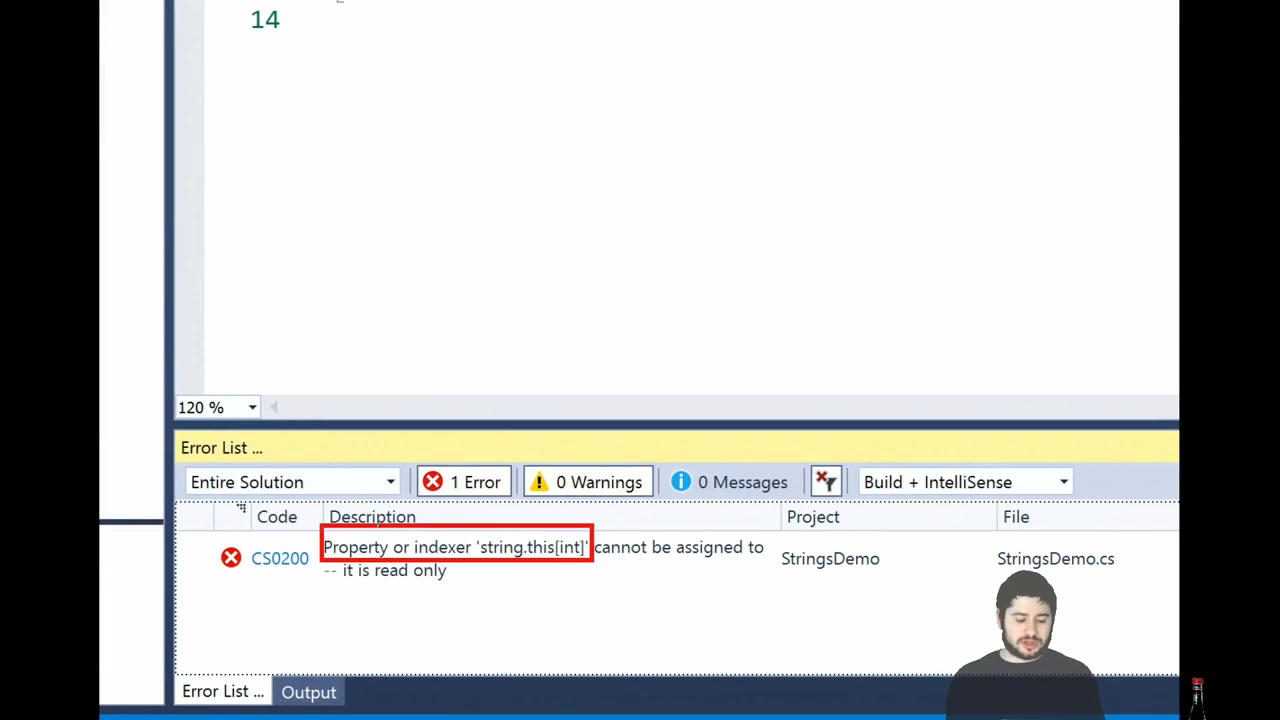 14
120 %
Error List ...
Entire Solution
1 Error
0 Warnings
0 Messages
Build + IntelliSense
Code
Description
Project
File
CS0200
Property or indexer 'string.this[int]' cannot be assigned to
-- it is read only
StringsDemo
StringsDemo.cs
Error List ...
Output